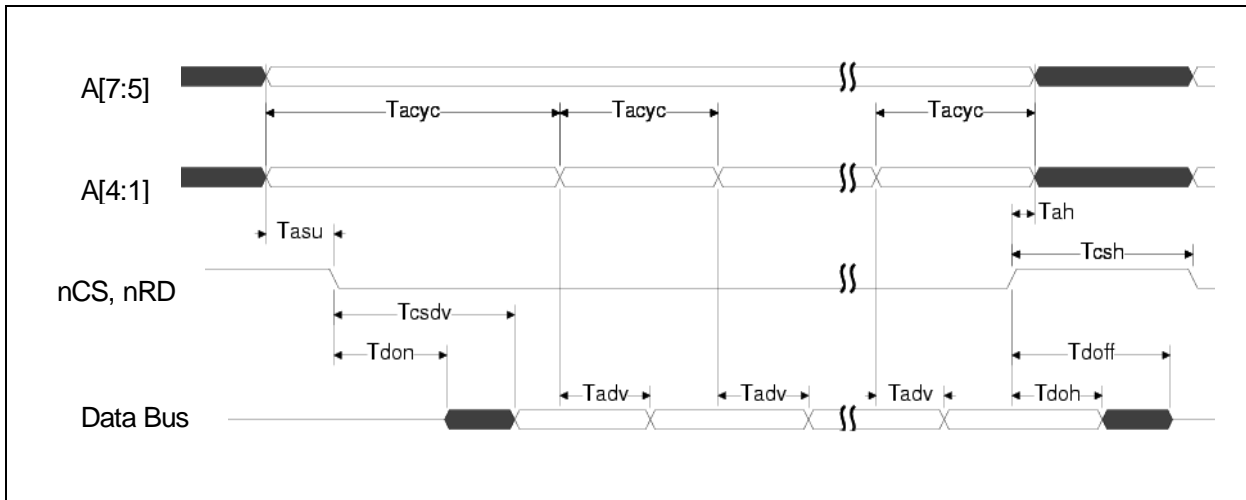 A[7:5]
Tacyc Tacyc Tacyc
A[4:1]
Tah
Tasu
Tcsh
nCS, nRD
Tcsdv
Tdon Tdoff
Tadv Tadv Tadv Tdoh
Data Bus